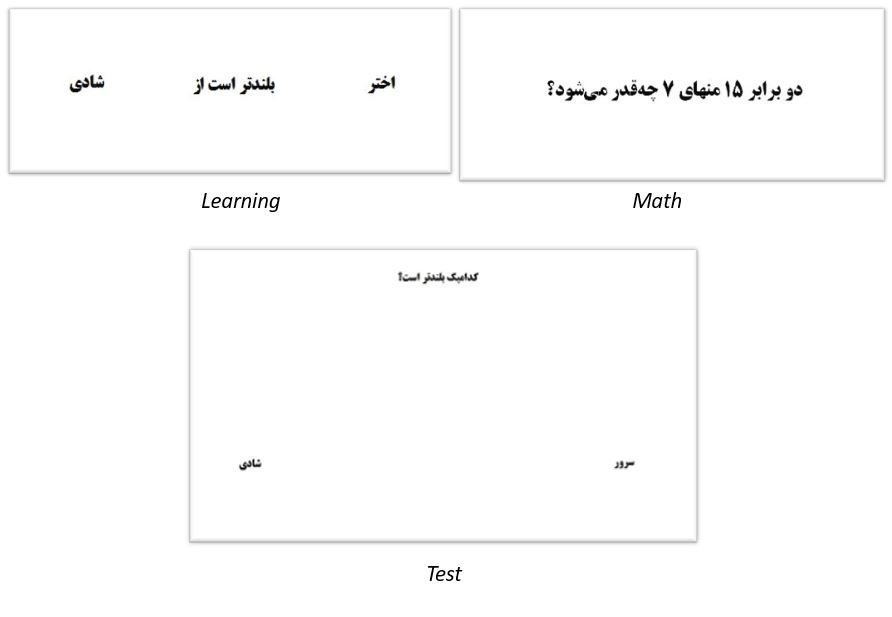 اختر بلندتر است از شادی
دو برابر ۱۵ منهای ۷ چه‌قدر می‌شود؟
Learning
Math
کدامیک بلندتر است؟
سرور شادی
Test